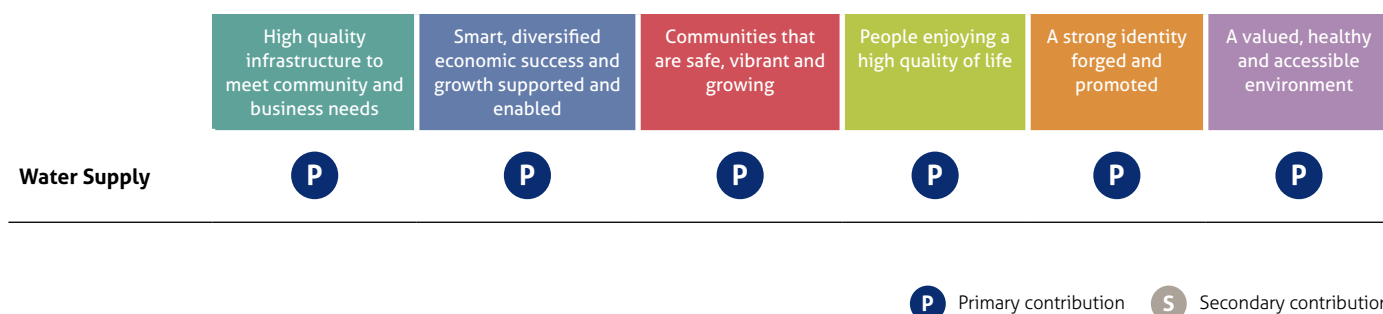 High quality
infrastructure to
meet community and
business needs
Smart, diversified
economic success and
growth supported and
enabled
Communities that
are safe, vibrant and
growing
People enjoying a
high quality of life
A strong identity
forged and
promoted
A valued, healthy
and accessible
environment
Water Supply P P P P P P
P Primary contribution S Secondary contribution